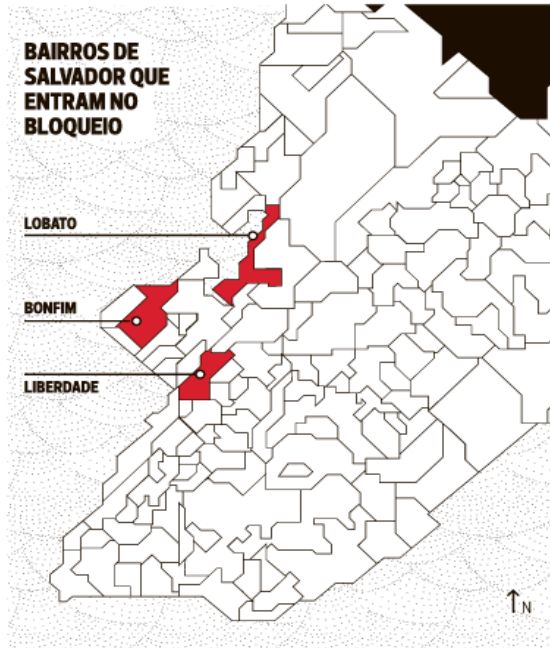 BAIRROS DE
SALVADOR QUE
ENTRAM NO
BLOQUEIO
LOBATO
BONFIM
LIBERDADE
N